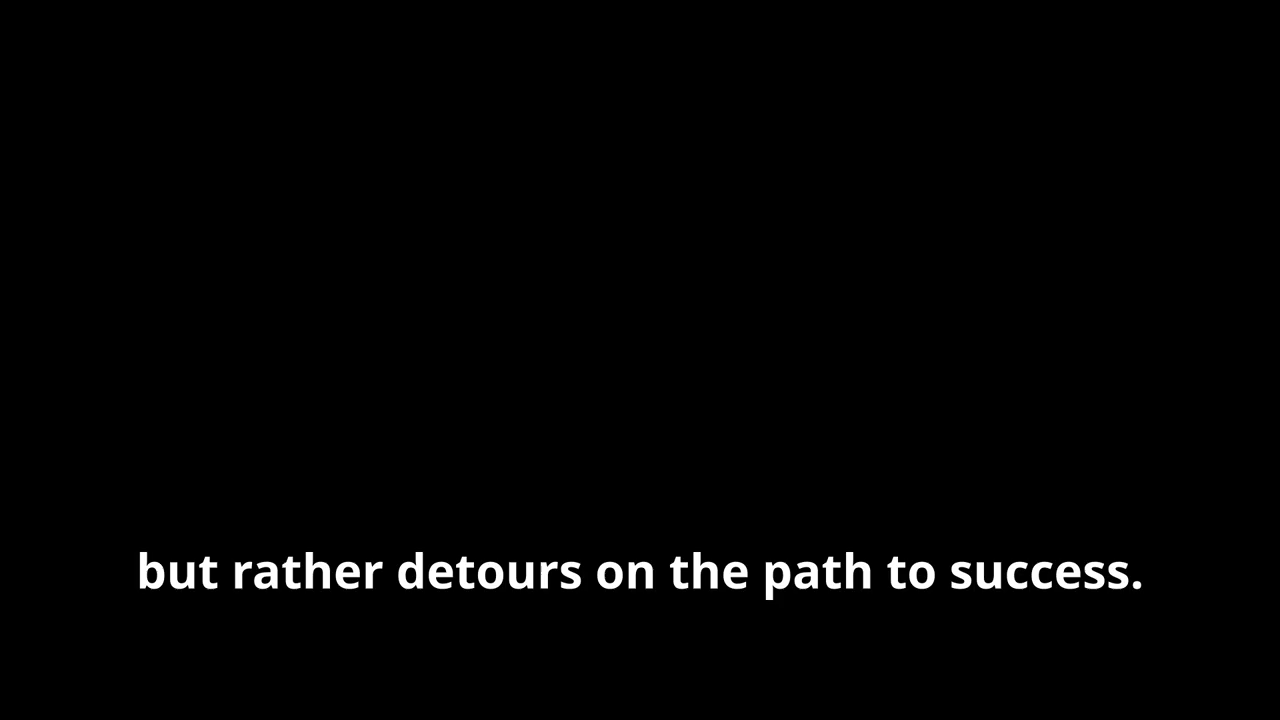 but rather detours on the path to success.